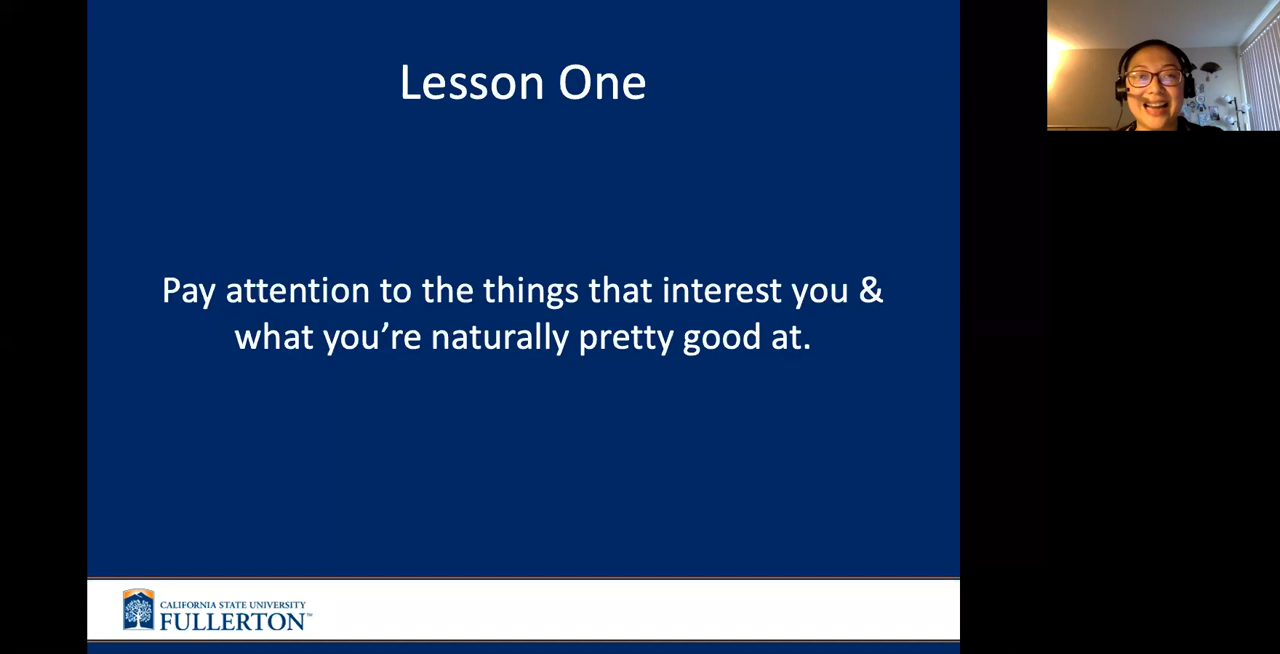 Lesson One
Pay attention to the things that interest you &
what you’re naturally pretty good at.
CALIFORNIA STATE UNIVERSITY
FULLERTON™